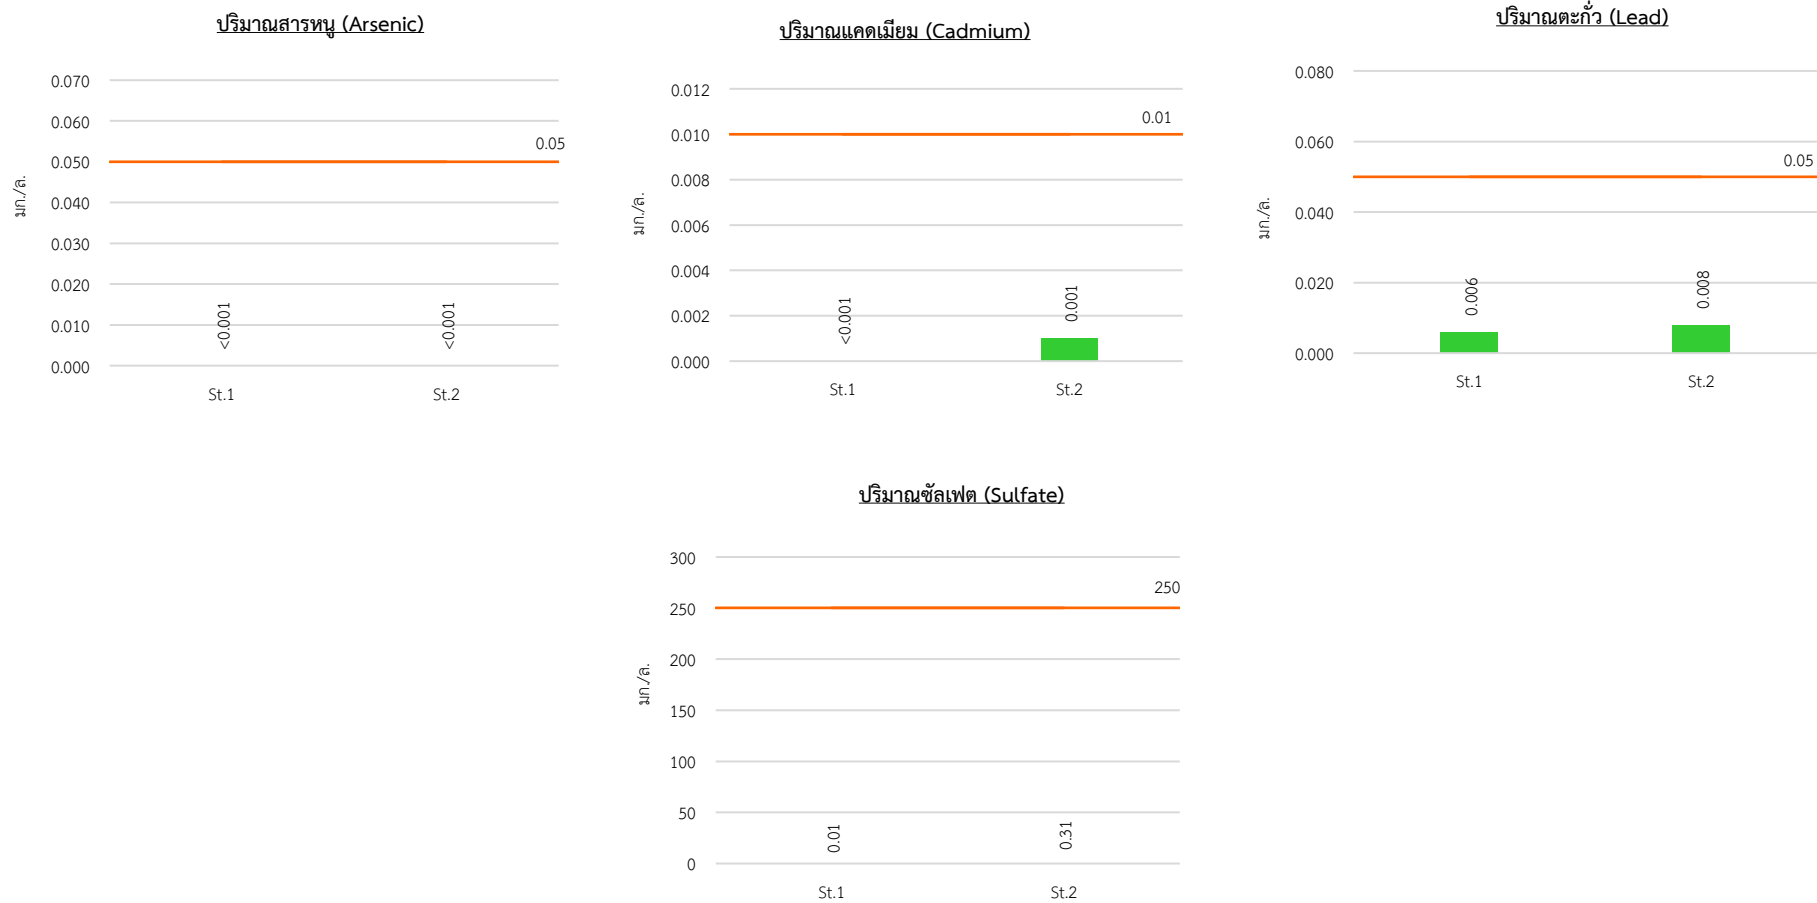 ปริมาณสารหนู (Arsenic)
0.070
0.060
0.050
0.040
0.030
0.020
0.010
0.000
มก./ล.
0.05
<0.001
<0.001
St.1
St.2
ปริมาณแคดเมียม (Cadmium)
0.012
0.010
0.008
0.006
0.004
0.002
0.000
มก./ล.
0.01
<0.001
0.001
St.1
St.2
ปริมาณตะกั่ว (Lead)
0.080
0.060
0.040
0.020
0.000
มก./ล.
0.05
0.006
0.008
St.1
St.2
ปริมาณซัลเฟต (Sulfate)
300
250
200
150
100
50
0
มก./ล.
250
0.01
0.31
St.1
St.2